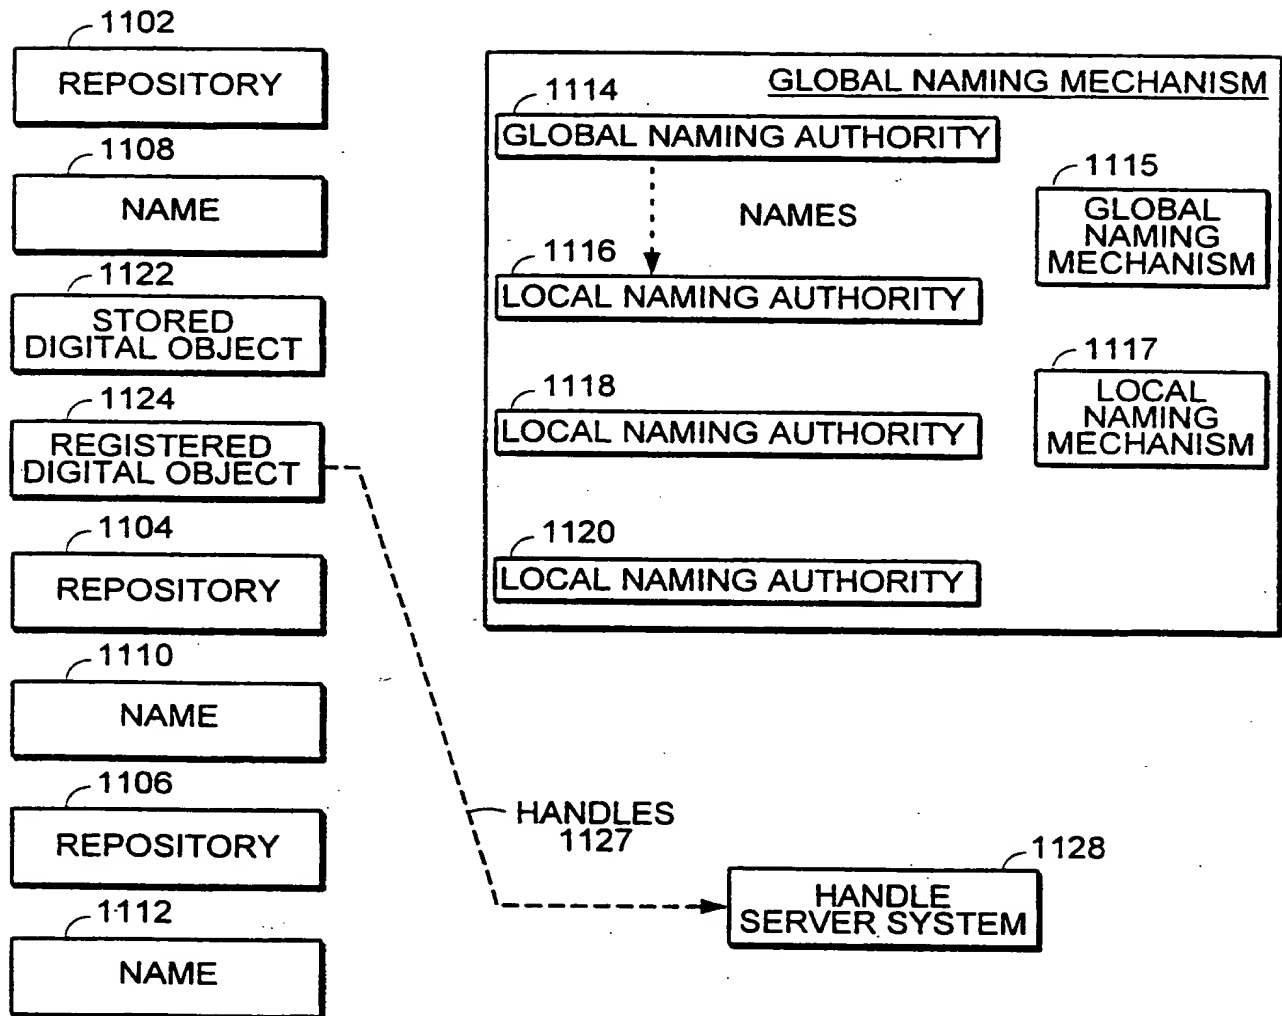 1102
REPOSITORY
1108
NAME
1122
STORED
DIGITAL OBJECT
1124
REGISTERED
DIGITAL OBJECT
1104
REPOSITORY
1110
NAME
1106
REPOSITORY
1112
NAME
GLOBAL NAMING MECHANISM
1114
GLOBAL NAMING AUTHORITY
NAMES
1115
GLOBAL
NAMING
MECHANISM
1116
LOCAL NAMING AUTHORITY
1117
LOCAL
NAMING
MECHANISM
1118
LOCAL NAMING AUTHORITY
1120
LOCAL NAMING AUTHORITY
HANDLES
1127
1128
HANDLE
SERVER SYSTEM